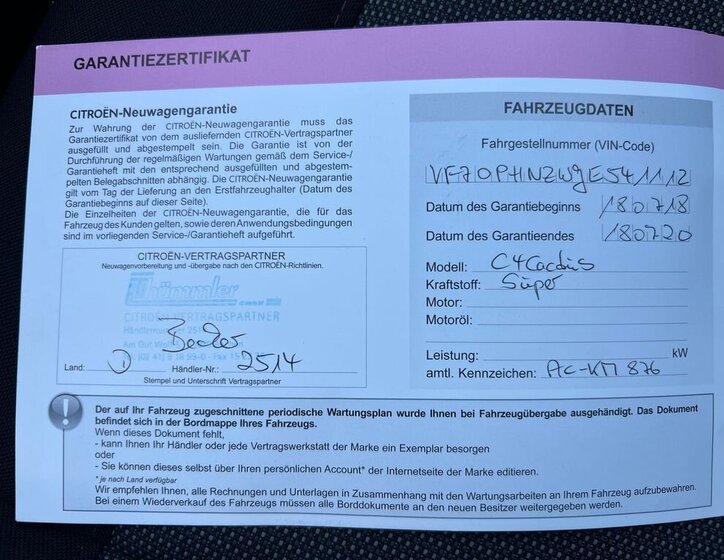 GARANTIEZERTIFIKAT
CITROËN-Neuwagengarantie
Zur Wahrung der CITROËN-Neuwagengarantie muss das
Garantiezertifikat von dem ausliefernden CITROËN-Vertragspartner
ausgefüllt und abgestempelt sein. Die Garantie ist von der
Durchführung der regelmäßigen Wartungen gemäß dem Service-/
Garantieheft mit den entsprechend ausgefüllten und abgestem-
pelten Belegabschnitten abhängig. Die CITROËN-Neuwagengarantie
gilt vom Tag der Lieferung an den Erstfahrzeughalter (Datum des
Garantiebeginns auf dieser Seite).
Die Einzelheiten der CITROËN-Neuwagengarantie, die für das
Fahrzeug des Kunden gelten, sowie deren Anwendungsbedingungen
sind im vorliegenden Service-/Garantieheft aufgeführt.
CITROËN-VERTRAGSPARTNER
Neuwagenvorbereitung und -übergabe nach den CITROËN-Richtlinien.
Thömmler
CITROËN-VERTRAGSPARTNER
Am Gut
Land: D Händler-Nr.: 2514
Stempel und Unterschrift Vertragspartner
FAHRZEUGDATEN
Fahrgestellnummer (VIN-Code)
VF70PHNZWJE541112
Datum des Garantiebeginns 180718
Datum des Garantieendes 180720
Modell: C4 Cactus
Kraftstoff: Super
Motor:
Motoröl:
Leistung: kW
amtl. Kennzeichen: AC-KM 876
Der auf Ihr Fahrzeug zugeschnittene periodische Wartungsplan wurde Ihnen bei Fahrzeugübergabe ausgehändigt. Das Dokument
befindet sich in der Bordmappe Ihres Fahrzeugs.
Wenn dieses Dokument fehlt,
- kann Ihnen Ihr Händler oder jede Vertragswerkstatt der Marke ein Exemplar besorgen
oder
- Sie können dieses selbst über Ihren persönlichen Account* der Internetseite der Marke editieren.
* je nach Land verfügbar
Wir empfehlen Ihnen, alle Rechnungen und Unterlagen in Zusammenhang mit den Wartungsarbeiten an Ihrem Fahrzeug aufzubewahren.
Bei einem Wiederverkauf des Fahrzeugs müssen alle Borddokumente an den neuen Besitzer weitergegeben werden.